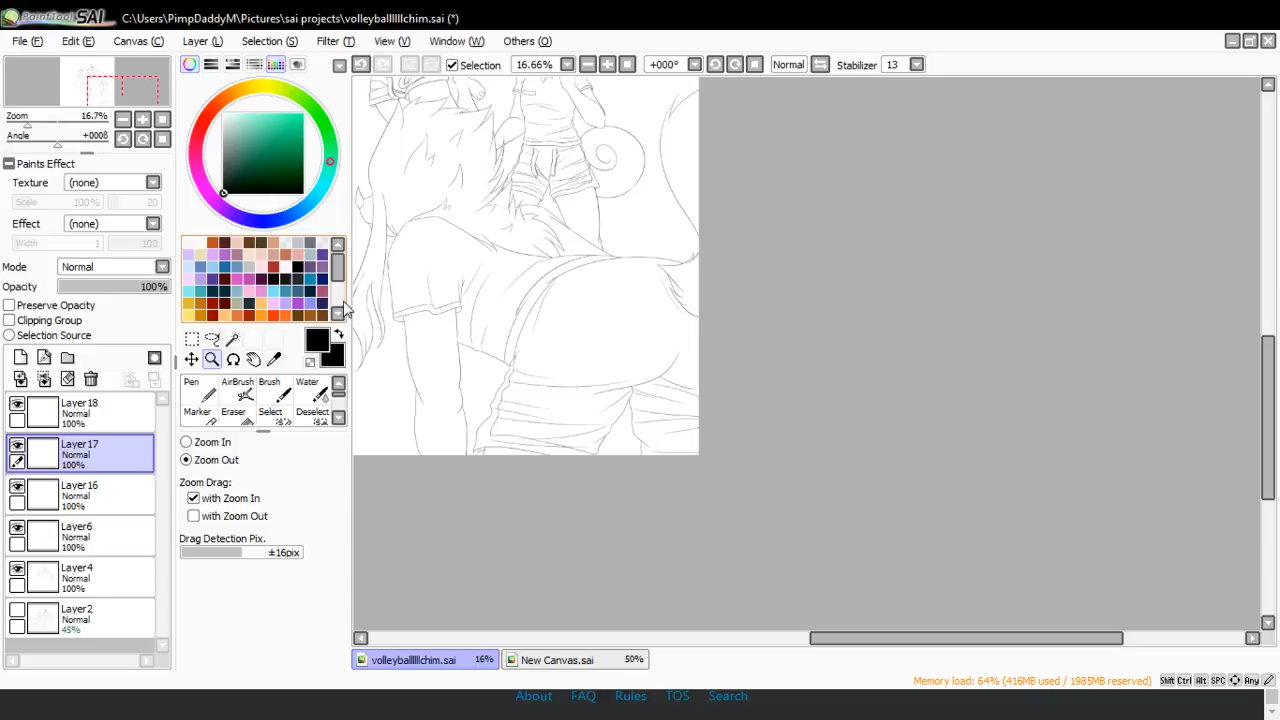 PaintTool SAI C:\Users\PimpDaddyM\Pictures\sai projects\volleyballlllchim.sai (*)
File (F) Edit (E) Canvas (C) Layer (L) Selection (S) Filter (T) View (V) Window (W) Others (O)
Selection 16.66% +000° Normal Stabilizer 13
Zoom 16.7%
Angle +000ß
Paints Effect
Texture (none)
Scale 100% 20
Effect (none)
Width 1 100
Mode Normal
Opacity 100%
Preserve Opacity
Clipping Group
Selection Source
Layer18
Normal
100%
Layer17
Normal
100%
Layer16
Normal
100%
Layer6
Normal
100%
Layer4
Normal
100%
Layer2
Normal
45%
Pen AirBrush Brush Water
Marker Eraser Select Deselect
Zoom In
Zoom Out
Zoom Drag:
with Zoom In
with Zoom Out
Drag Detection Pix.
±16pix
volleyballlllchim.sai 16% New Canvas.sai 50%
Memory load: 64% (416MB used / 1985MB reserved) Shift Ctrl Alt SPC Any
About FAQ Rules TOS Search